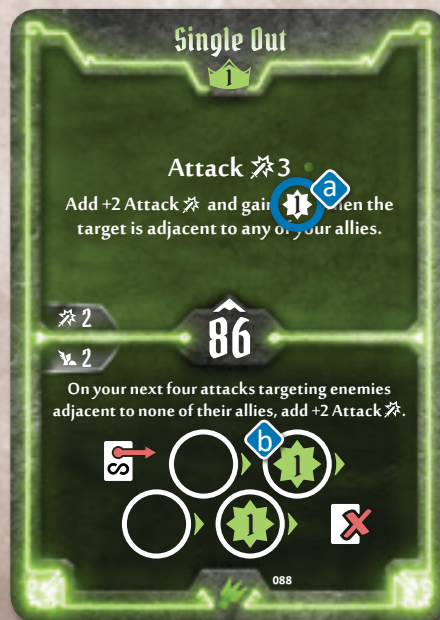 Single Out
1
Attack 3
a
Add +2 Attack and gain 1 the
target is adjacent to any of your allies.
2
86
2
On your next four attacks targeting enemies
adjacent to none of their allies, add +2 Attack .
b
1
1
088